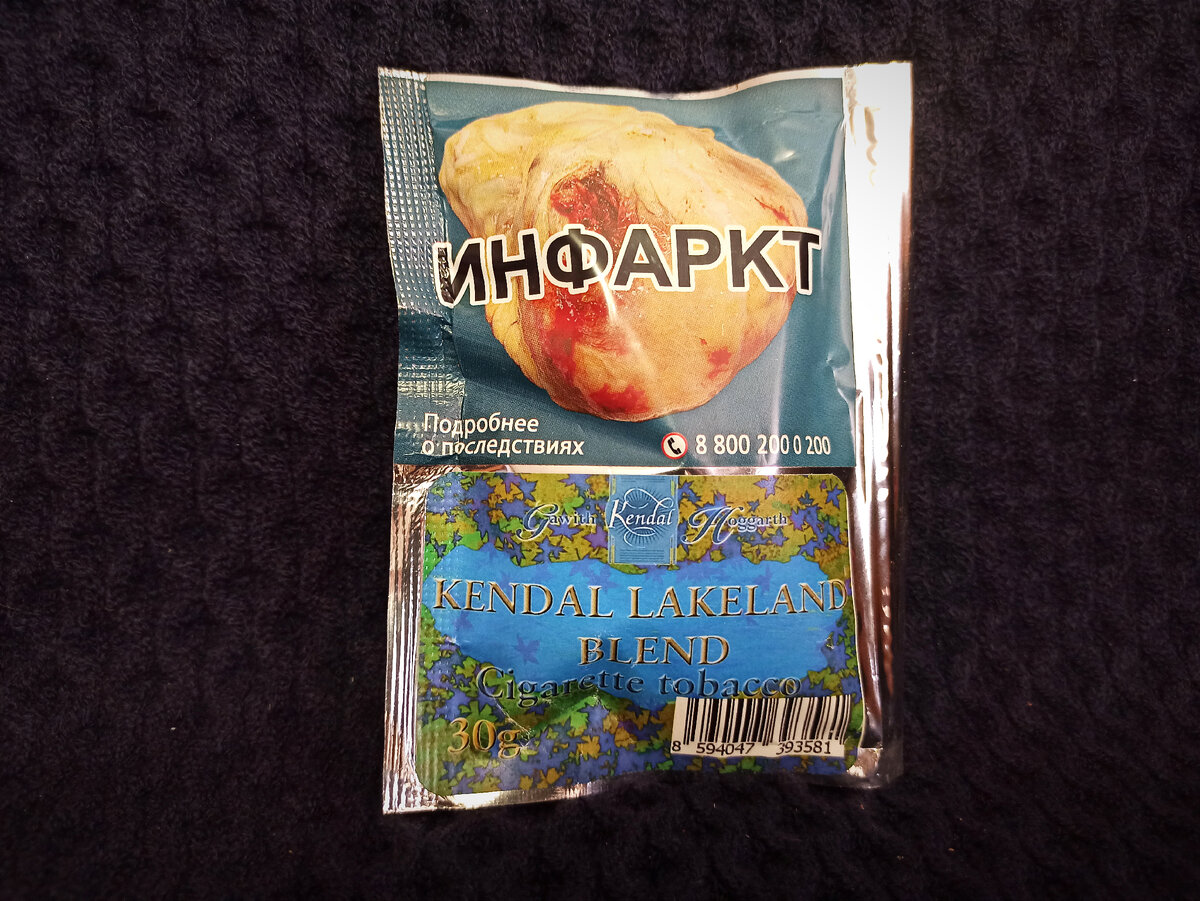 ИНФАРКТ
Подробнее
о последствиях
8 800 200 0 200
Gawith Kendal Hoggarth
KENDAL LAKELAND
BLEND
Cigarette tobacco
30g
8 594047 393581